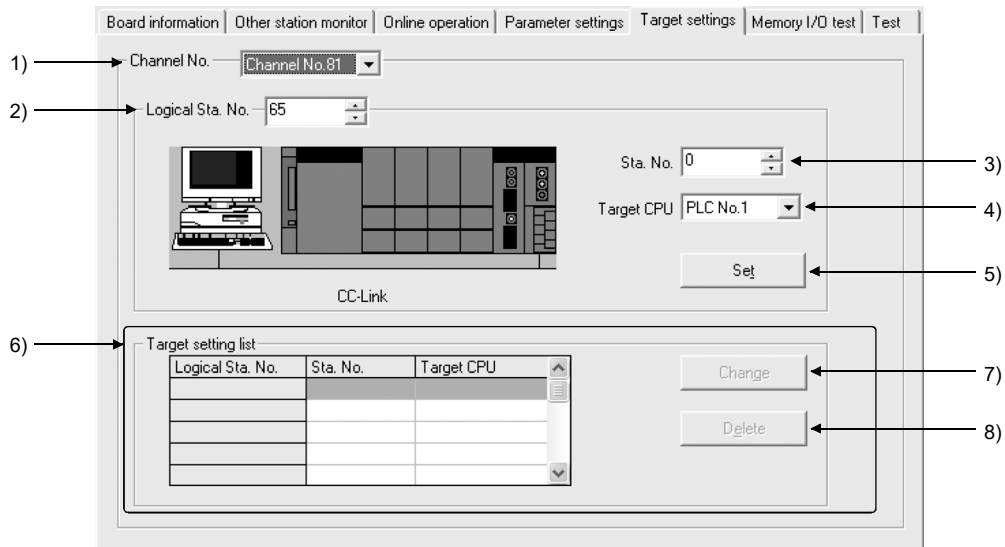 Board information Other station monitor Online operation Parameter settings Target settings Memory I/O test Test
1) Channel No. Channel No.81
2) Logical Sta. No. 65
Sta. No. 0 3)
Target CPU PLC No.1 4)
Set 5)
CC-Link
6) Target setting list
Logical Sta. No. Sta. No. Target CPU
Change 7)
Delete 8)